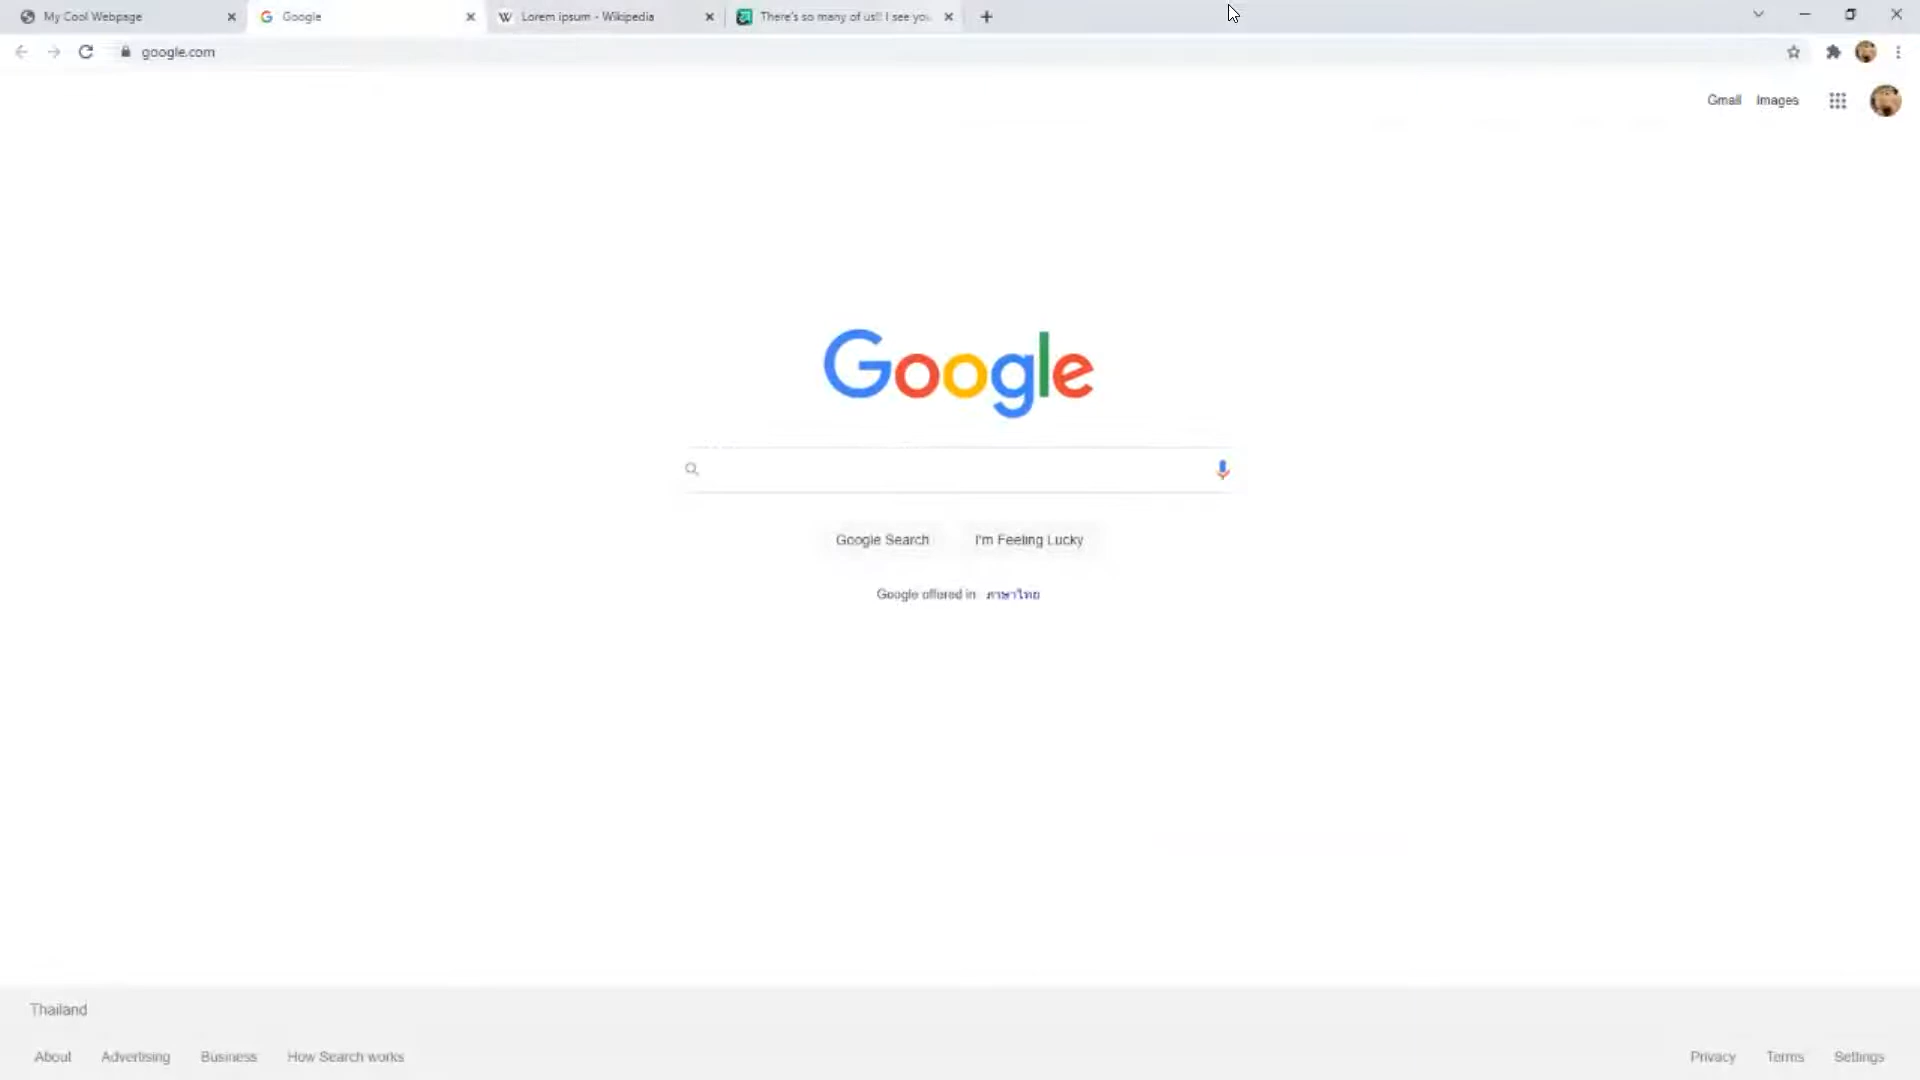 My Cool Webpage
Google
Lorem ipsum - Wikipedia
There's so many of us!! I see you
google.com
Gmail Images
Google
Google Search I'm Feeling Lucky
Google offered in ภาษาไทย
Thailand
About Advertising Business How Search works
Privacy Terms Settings